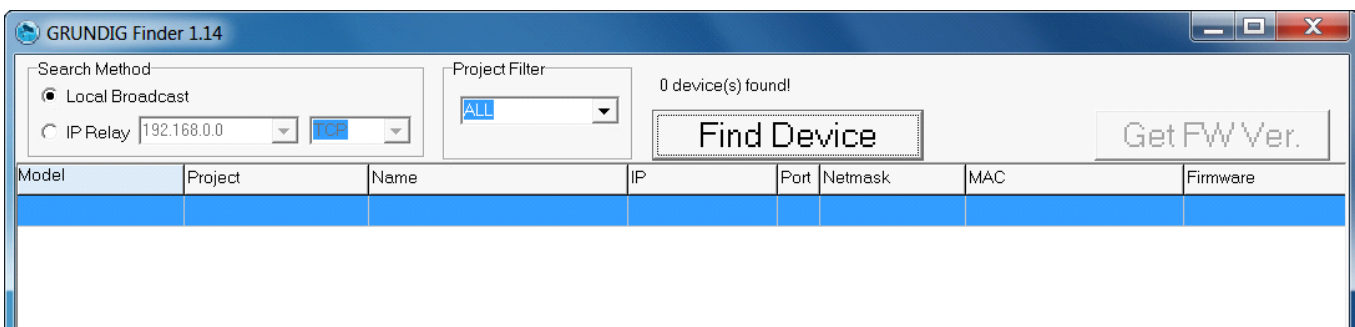 GRUNDIG Finder 1.14
Search Method
Local Broadcast
IP Relay 192.168.0.0 TCP
Project Filter
ALL
0 device(s) found!
Find Device
Get FW Ver.
Model Project Name IP Port Netmask MAC Firmware